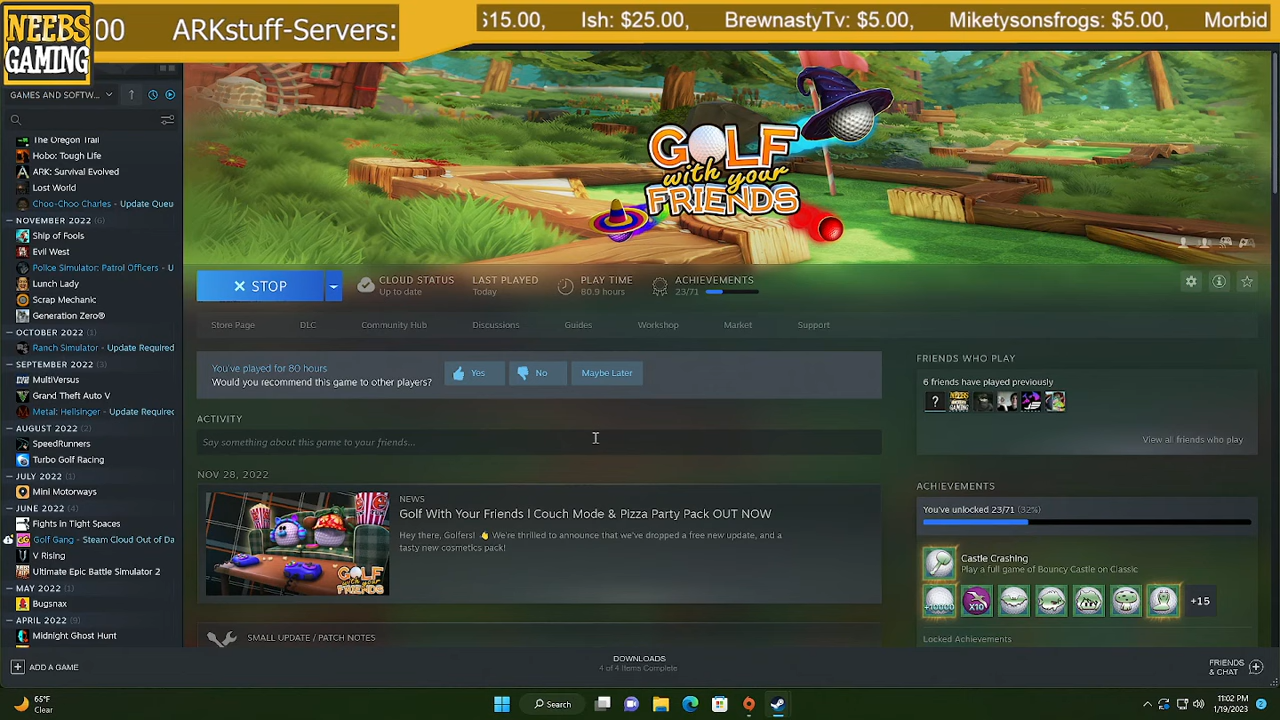 NEEBS
GAMING
00 ARKstuff-Servers:
$15.00, Ish: $25.00, BrewnastyTv: $5.00, Miketysonsfrogs: $5.00, Morbid
GAMES AND SOFTW...
The Oregon Trail
Hobo: Tough Life
ARK: Survival Evolved
Lost World
Choo-Choo Charles - Update Queu
NOVEMBER 2022 (6)
Ship of Fools
Evil West
Police Simulator: Patrol Officers - U
Lunch Lady
Scrap Mechanic
Generation Zero®
OCTOBER 2022 (1)
Ranch Simulator - Update Required
SEPTEMBER 2022 (3)
MultiVersus
Grand Theft Auto V
Metal: Hellsinger - Update Required
AUGUST 2022 (2)
SpeedRunners
Turbo Golf Racing
JULY 2022 (1)
Mini Motorways
JUNE 2022 (4)
Fights in Tight Spaces
Golf Gang - Steam Cloud Out of Da
V Rising
Ultimate Epic Battle Simulator 2
MAY 2022 (1)
Bugsnax
APRIL 2022 (9)
Midnight Ghost Hunt
ADD A GAME
GOLF
with your
FRIENDS
STOP
CLOUD STATUS
Up to date
LAST PLAYED
Today
PLAY TIME
80.9 hours
ACHIEVEMENTS
23/71
Store Page DLC Community Hub Discussions Guides Workshop Market Support
You've played for 80 hours
Would you recommend this game to other players?
Yes No Maybe Later
ACTIVITY
Say something about this game to your friends...
NOV 28, 2022
NEWS
Golf With Your Friends | Couch Mode & Pizza Party Pack OUT NOW
Hey there, Golfers! We're thrilled to announce that we've dropped a free new update, and a
tasty new cosmetics pack!
GOLF
FRIENDS
SMALL UPDATE / PATCH NOTES
FRIENDS WHO PLAY
6 friends have played previously
?
View all friends who play
ACHIEVEMENTS
You've unlocked 23/71 (32%)
Castle Crashing
Play a full game of Bouncy Castle on Classic
X10
+15
Locked Achievements
DOWNLOADS
4 of 4 Items Complete
FRIENDS
& CHAT
65°F
Clear
Search
11:02 PM
1/19/2023
2